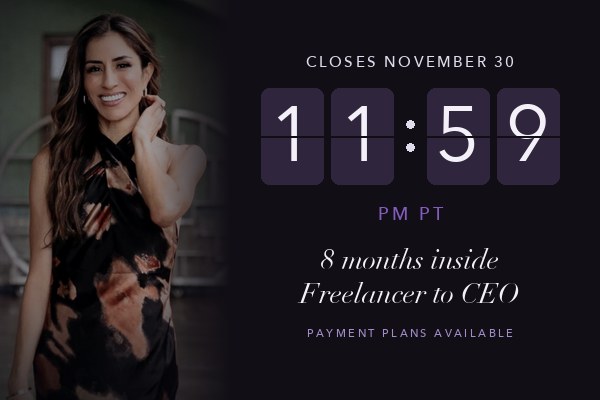 CLOSES NOVEMBER 30
11:59
PM PT
8 months inside
Freelancer to CEO
PAYMENT PLANS AVAILABLE